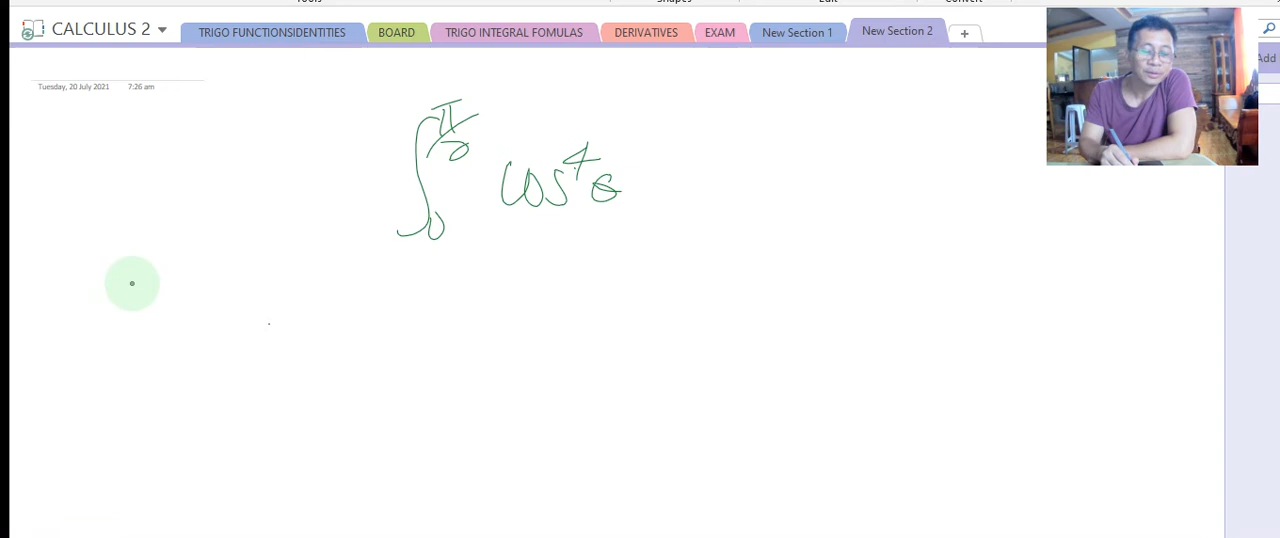 CALCULUS 2
TRIGO FUNCTIONSIDENTITIES
BOARD
TRIGO INTEGRAL FOMULAS
DERIVATIVES
EXAM
New Section 1
New Section 2
Add
Tuesday, 20 July 2021 7:26 am
∫₀^(π/2) cos⁴θ